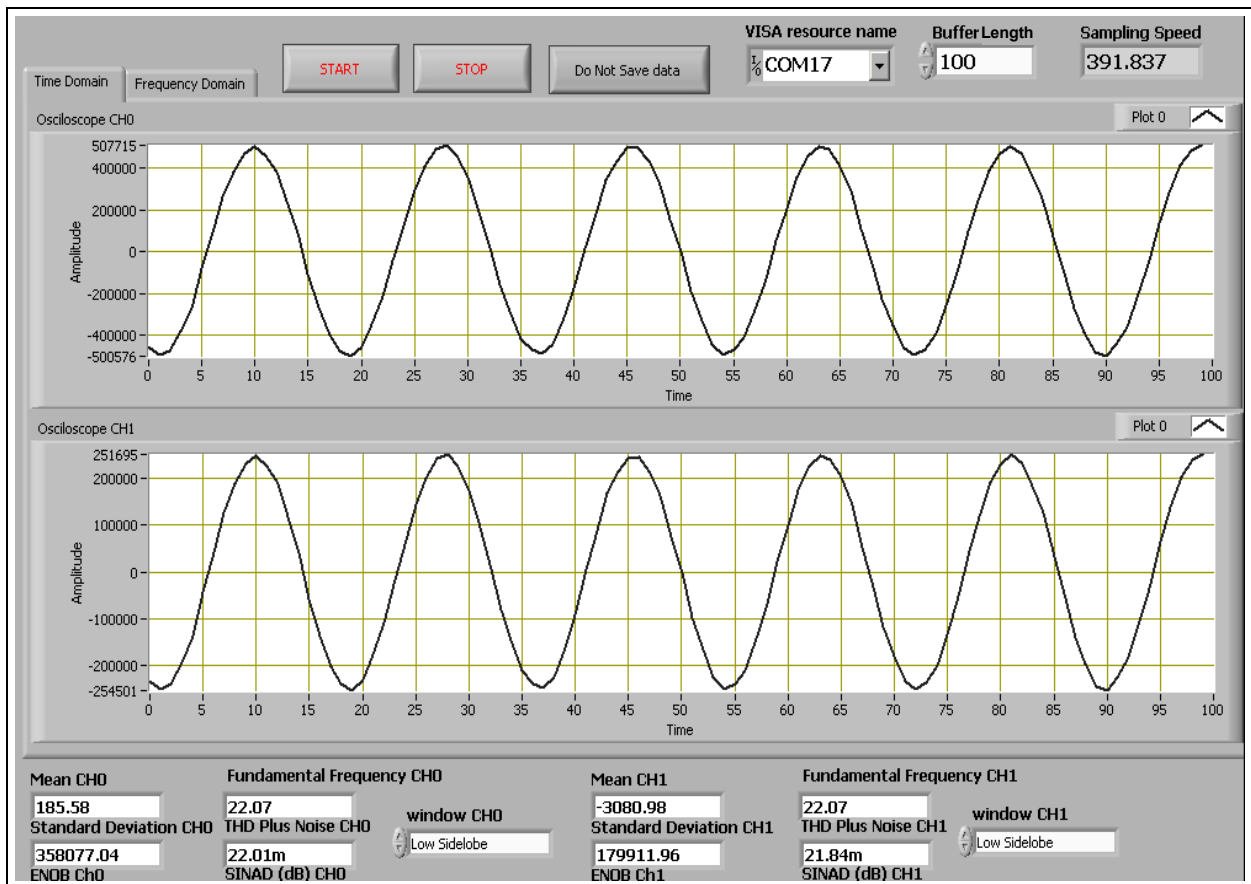 VISA resource name Buffer Length Sampling Speed
START STOP Do Not Save data I/O COM17 100 391.837
Time Domain Frequency Domain
Osciloscope CH0 Plot 0
507715
400000
200000
0
-200000
-400000
-500576
Amplitude
0 5 10 15 20 25 30 35 40 45 50 55 60 65 70 75 80 85 90 95 100
Time
Osciloscope CH1 Plot 0
251695
200000
100000
0
-100000
-200000
-254501
Amplitude
0 5 10 15 20 25 30 35 40 45 50 55 60 65 70 75 80 85 90 95 100
Time
Mean CH0 Fundamental Frequency CH0 Mean CH1 Fundamental Frequency CH1
185.58 22.07 window CH0 -3080.98 22.07 window CH1
Standard Deviation CH0 THD Plus Noise CH0 Low Sidelobe Standard Deviation CH1 THD Plus Noise CH1 Low Sidelobe
358077.04 22.01m 179911.96 21.84m
ENOB Ch0 SINAD (dB) CH0 ENOB Ch1 SINAD (dB) CH1